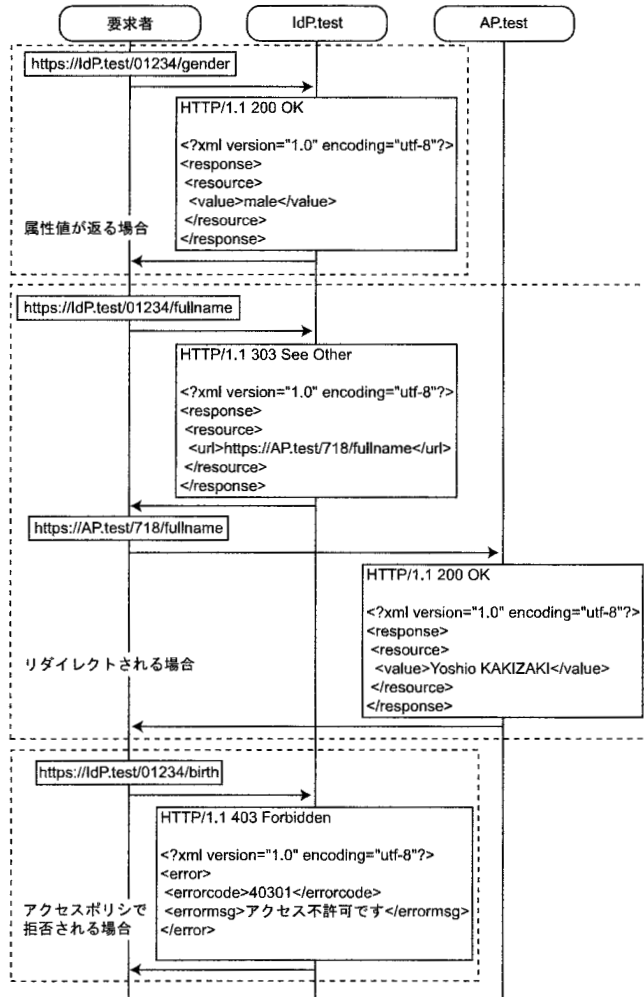 要求者
IdP.test
AP.test
https://IdP.test/01234/gender
HTTP/1.1 200 OK
<?xml version="1.0" encoding="utf-8"?>
<response>
<resource>
<value>male</value>
</resource>
</response>
属性値が返る場合
https://IdP.test/01234/fullname
HTTP/1.1 303 See Other
<?xml version="1.0" encoding="utf-8"?>
<response>
<resource>
<url>https://AP.test/718/fullname</url>
</resource>
</response>
https://AP.test/718/fullname
HTTP/1.1 200 OK
<?xml version="1.0" encoding="utf-8"?>
<response>
<resource>
<value>Yoshio KAKIZAKI</value>
</resource>
</response>
リダイレクトされる場合
https://IdP.test/01234/birth
HTTP/1.1 403 Forbidden
<?xml version="1.0" encoding="utf-8"?>
<error>
<errorcode>40301</errorcode>
<errormsg>アクセス不許可です</errormsg>
</error>
アクセスポリシで
拒否される場合